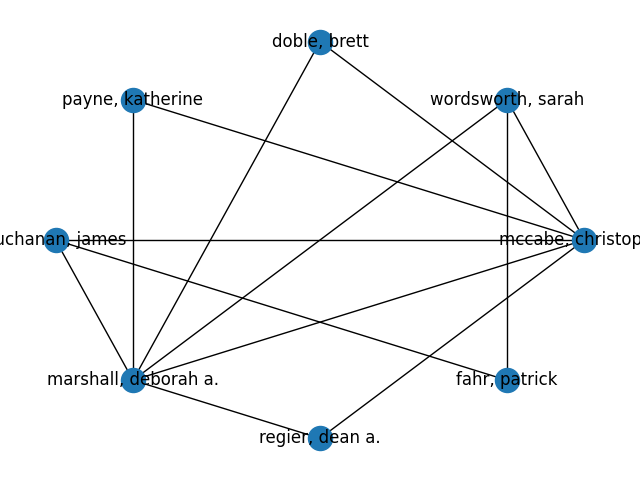 doble, brett
payne, katherine
wordsworth, sarah
uchanan, james
mccabe, christop
marshall, deborah a.
fahr, patrick
regier, dean a.